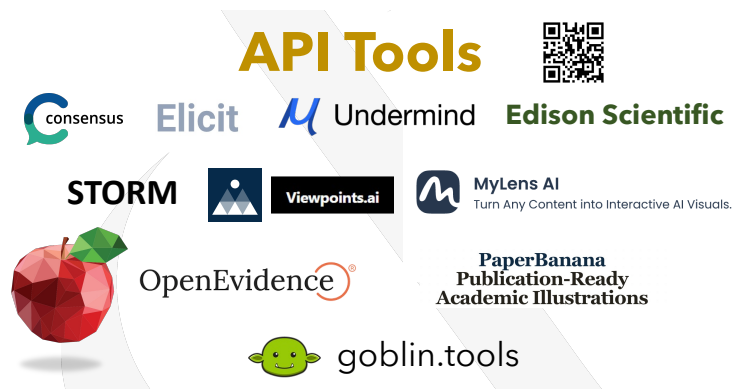 API Tools
consensus
Elicit
Undermind
Edison Scientific
STORM
Viewpoints.ai
MyLens AI
Turn Any Content into Interactive AI Visuals.
OpenEvidence®
PaperBanana
Publication-Ready
Academic Illustrations
goblin.tools